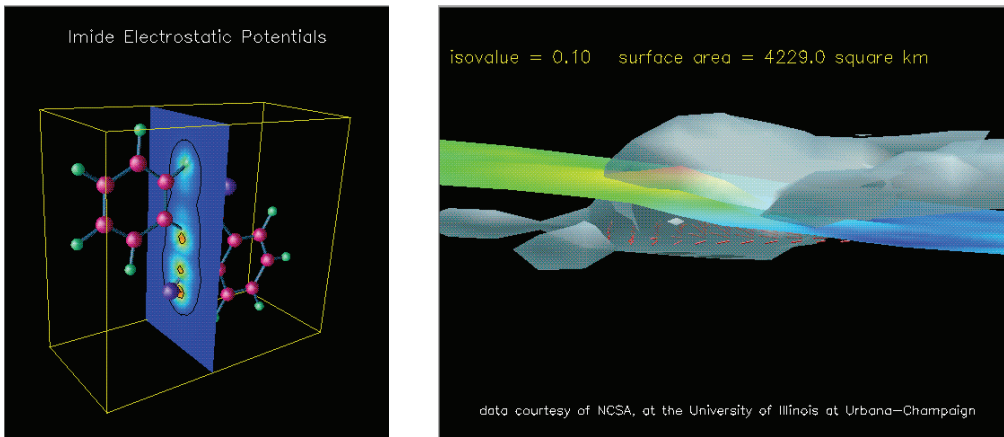 Imide Electrostatic Potentials
isovalue = 0.10 surface area = 4229.0 square km
data courtesy of NCSA, at the University of Illinois at Urbana-Champaign